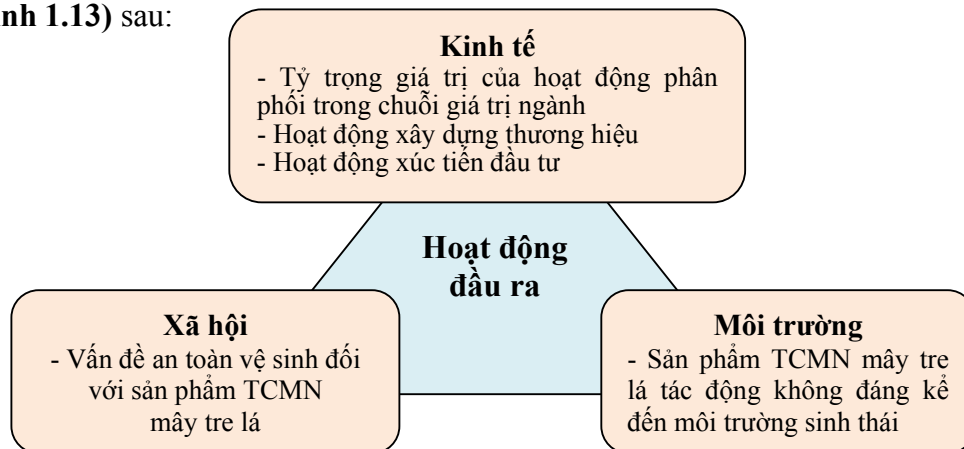 nh 1.13) sau:
Kinh tế
- Tỷ trọng giá trị của hoạt động phân
phối trong chuỗi giá trị ngành
- Hoạt động xây dựng thương hiệu
- Hoạt động xúc tiến đầu tư
Hoạt động
đầu ra
Xã hội
- Vấn đề an toàn vệ sinh đối
với sản phẩm TCMN
mây tre lá
Môi trường
- Sản phẩm TCMN mây tre
lá tác động không đáng kể
đến môi trường sinh thái